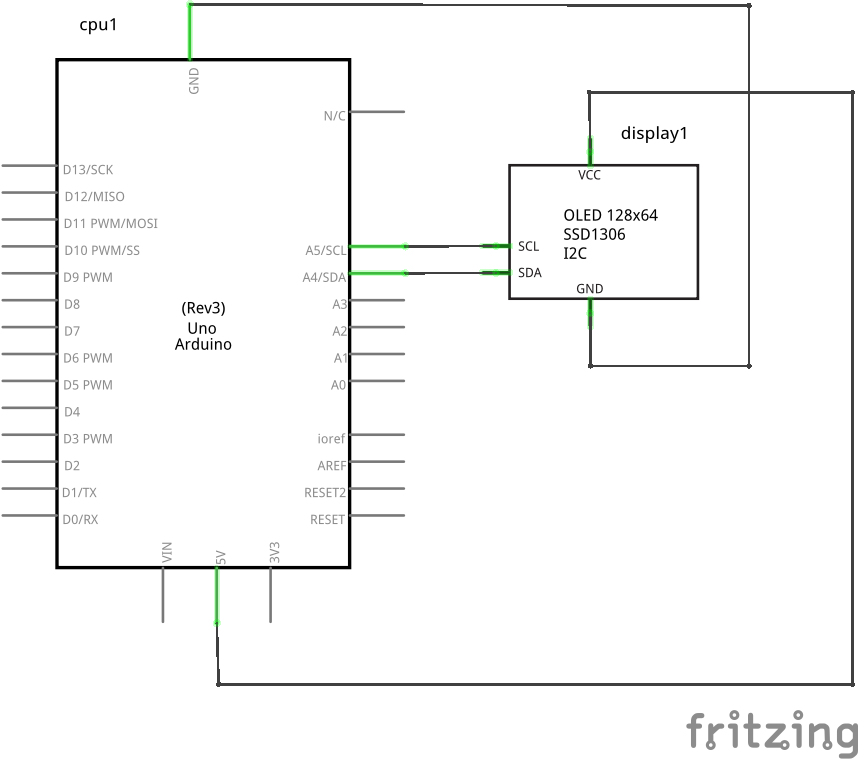 cpu1
GND
N/C
display1
VCC
D13/SCK
D12/MISO
D11 PWM/MOSI
D10 PWM/SS
D9 PWM
D8
D7
D6 PWM
D5 PWM
D4
D3 PWM
D2
D1/TX
D0/RX
(Rev3)
Uno
Arduino
A5/SCL
A4/SDA
A3
A2
A1
A0
ioref
AREF
RESET2
RESET
OLED 128x64
SSD1306
I2C
SCL
SDA
GND
VIN
5V
3V3
fritzing